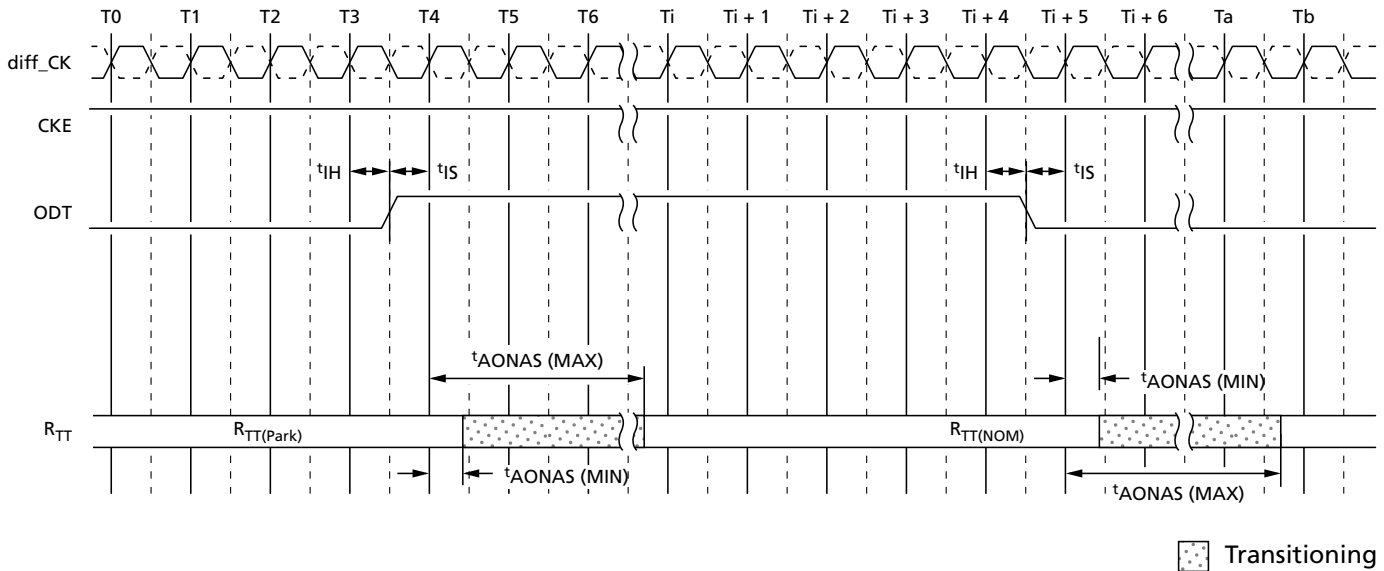 T0 T1 T2 T3 T4 T5 T6 Ti Ti + 1 Ti + 2 Ti + 3 Ti + 4 Ti + 5 Ti + 6 Ta Tb
diff_CK
CKE
tIH tIS tIH tIS
ODT
tAONAS (MAX)
tAONAS (MIN)
RTT RTT(Park) RTT(NOM)
tAONAS (MIN)
tAONAS (MAX)
Transitioning